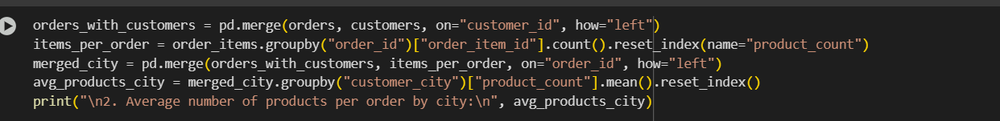 orders_with_customers = pd.merge(orders, customers, on="customer_id", how="left")
items_per_order = order_items.groupby("order_id")["order_item_id"].count().reset_index(name="product_count")
merged_city = pd.merge(orders_with_customers, items_per_order, on="order_id", how="left")
avg_products_city = merged_city.groupby("customer_city")["product_count"].mean().reset_index()
print("\n2. Average number of products per order by city:\n", avg_products_city)